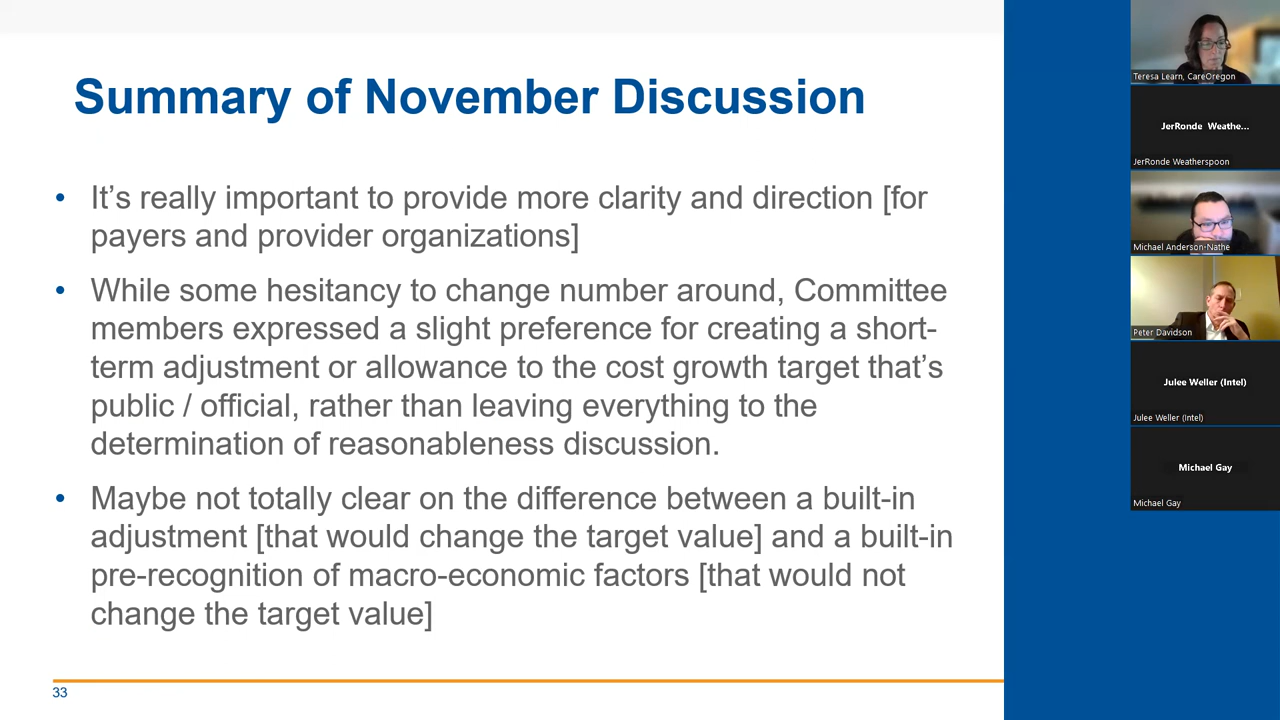 Summary of November Discussion
• It’s really important to provide more clarity and direction [for
payers and provider organizations]
• While some hesitancy to change number around, Committee
members expressed a slight preference for creating a short-
term adjustment or allowance to the cost growth target that’s
public / official, rather than leaving everything to the
determination of reasonableness discussion.
• Maybe not totally clear on the difference between a built-in
adjustment [that would change the target value] and a built-in
pre-recognition of macro-economic factors [that would not
change the target value]
33
Teresa Learn, CareOregon
JerRonde Weathe...
JerRonde Weatherspoon
Michael Anderson-Nathe
Peter Davidson
Julee Weller (Intel)
Julee Weller (Intel)
Michael Gay
Michael Gay